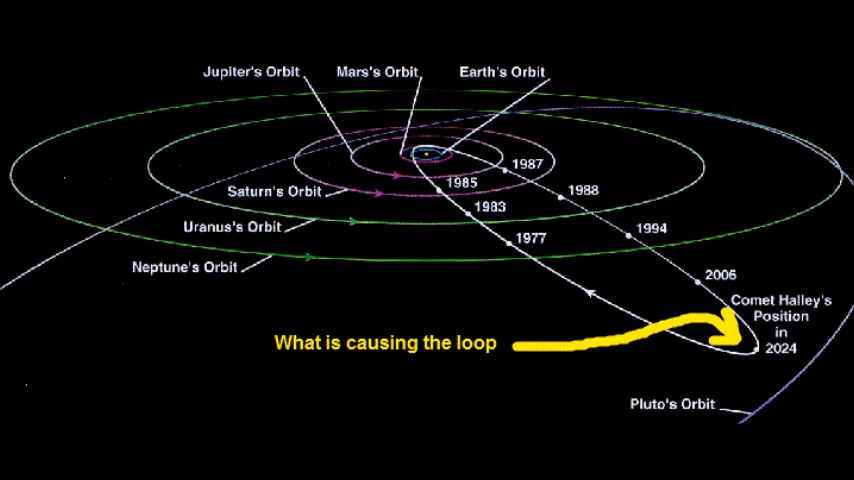 Jupiter's Orbit
Mars's Orbit
Earth's Orbit
1987
1985
Saturn's Orbit
1988
1983
Uranus's Orbit
1994
1977
Neptune's Orbit
2005
Comet Halley's
Position
in
2024
What is causing the loop
Pluto's Orbit